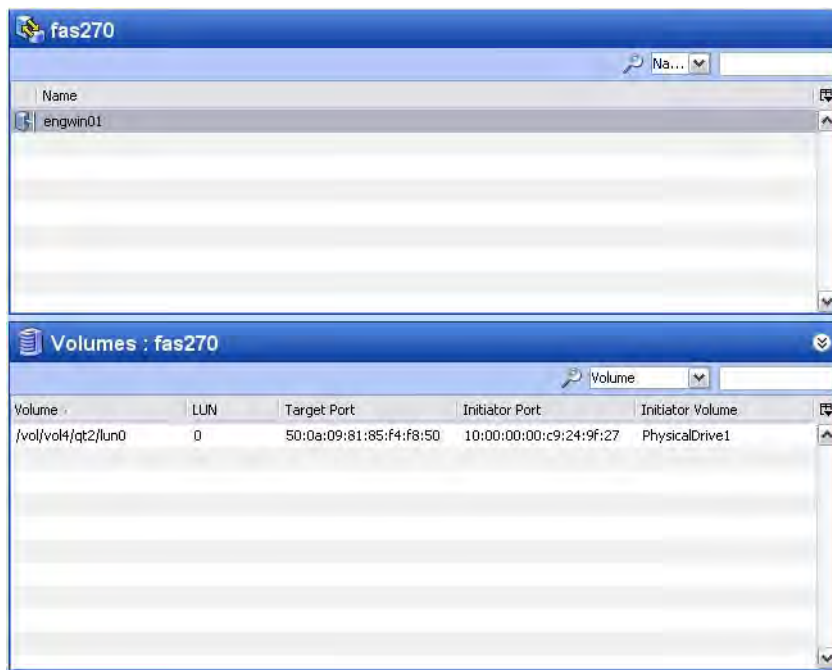 fas270
Na...
Name
engwin01
Volumes : fas270
Volume
Volume LUN Target Port Initiator Port Initiator Volume
/vol/vol4/qt2/lun0 0 50:0a:09:81:85:f4:f8:50 10:00:00:00:c9:24:9f:27 PhysicalDrive1